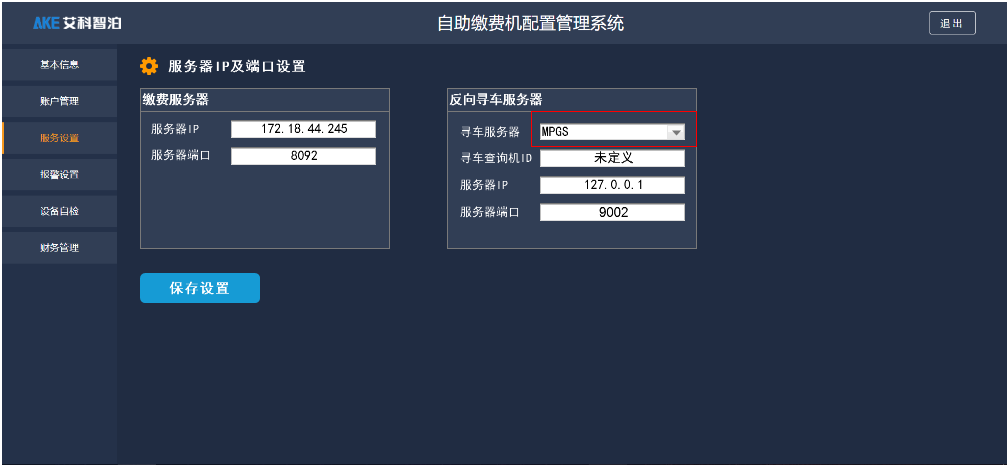 AKE 艾科智泊
自助缴费机配置管理系统
退出
基本信息
账户管理
服务设置
报警设置
设备自检
财务管理
服务器IP及端口设置
缴费服务器
服务器IP 172.18.44.245
服务器端口 8092
反向寻车服务器
寻车服务器 MPGS
寻车查询机ID 未定义
服务器IP 127.0.0.1
服务器端口 9002
保存设置